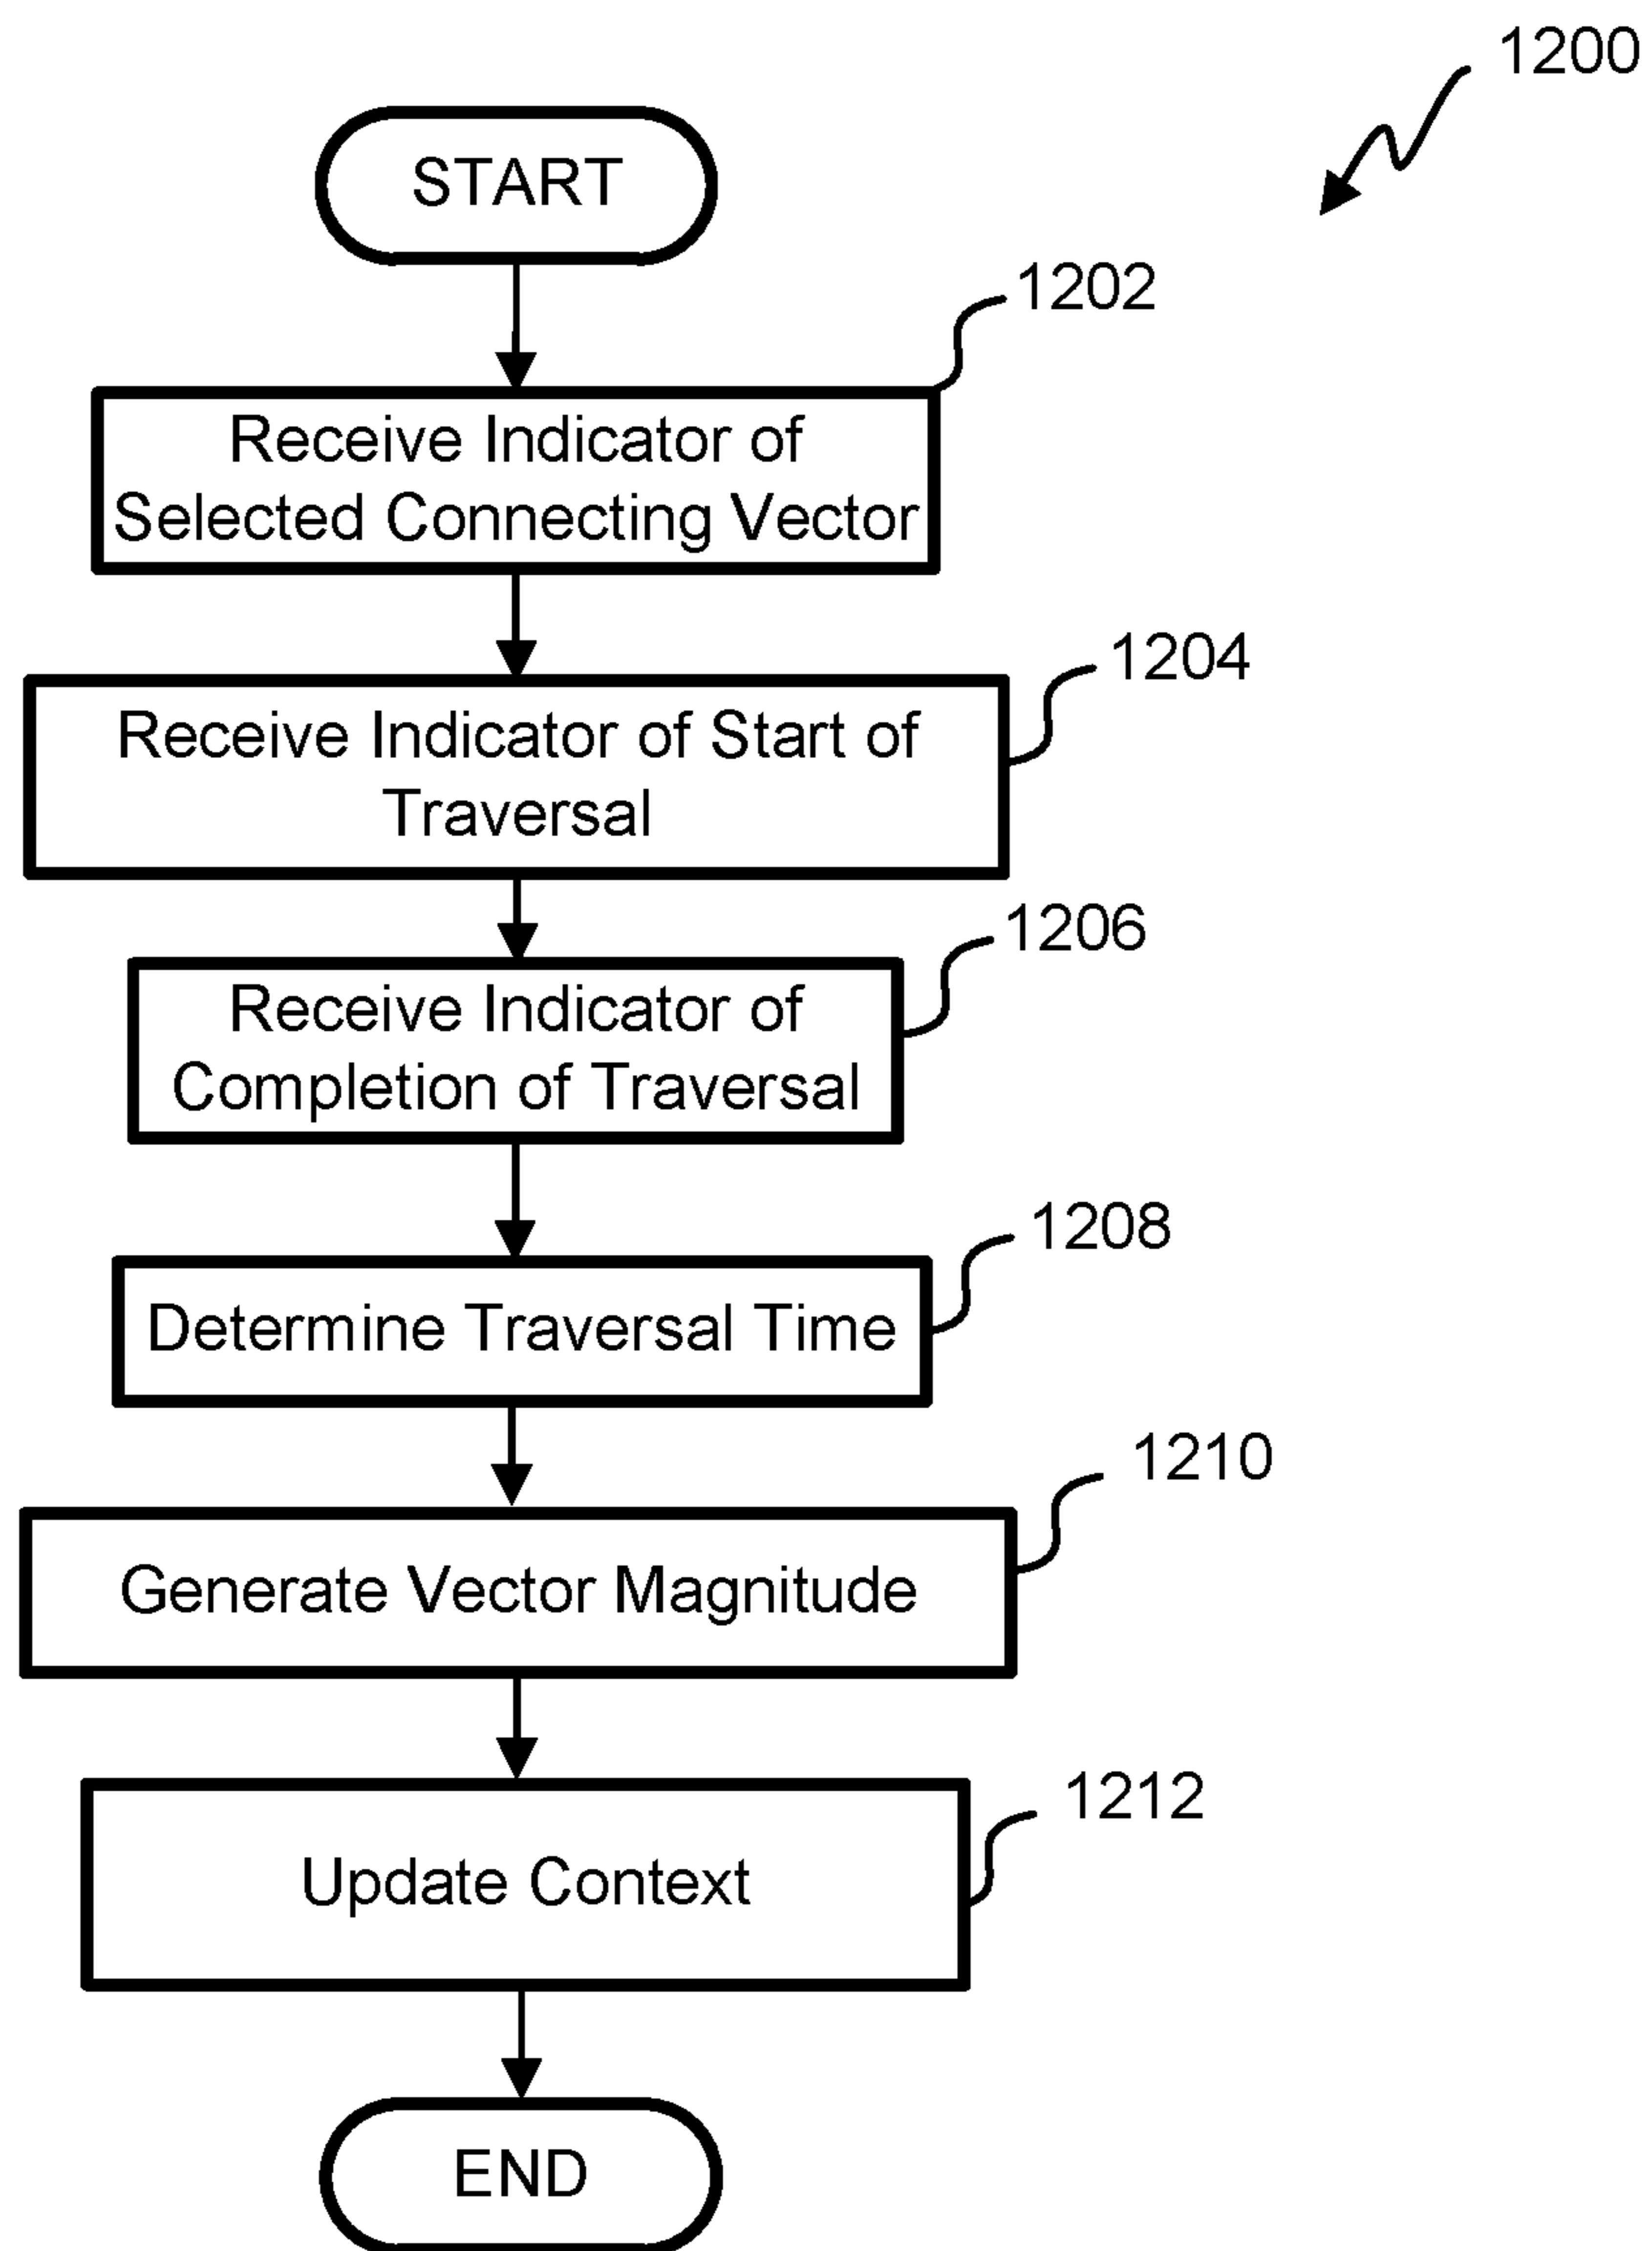 1200
START
1202
Receive Indicator of
Selected Connecting Vector
1204
Receive Indicator of Start of
Traversal
1206
Receive Indicator of
Completion of Traversal
1208
Determine Traversal Time
1210
Generate Vector Magnitude
1212
Update Context
END